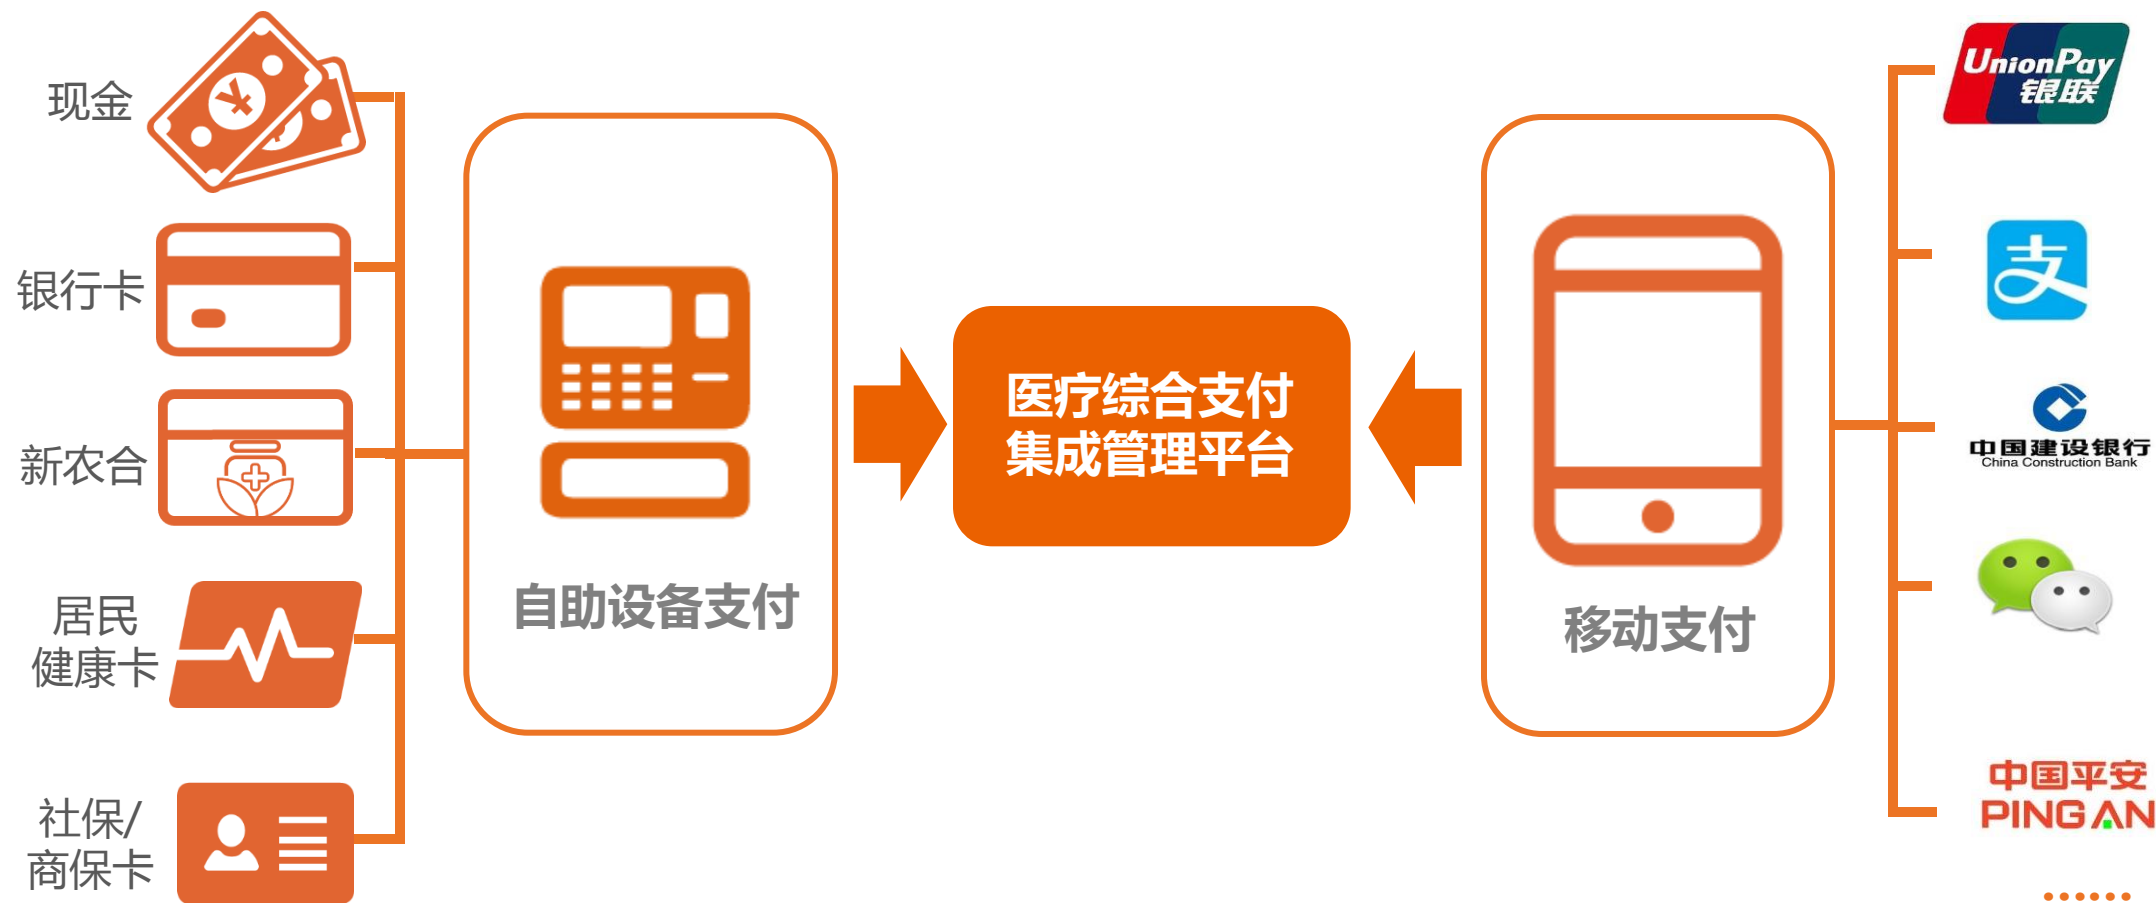 现金
银行卡
新农合
居民
健康卡
社保/
商保卡
自助设备支付
医疗综合支付
集成管理平台
移动支付
UnionPay
银联
支
中国建设银行
China Construction Bank
中国平安
PING AN
......